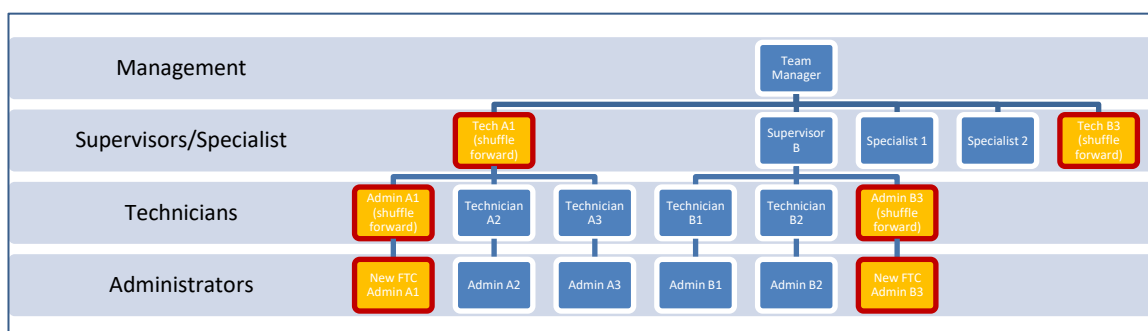 Management
Team
Manager
Supervisors/Specialist
Tech A1
(shuffle
forward)
Supervisor
B
Specialist 1
Specialist 2
Tech B3
(shuffle
forward)
Technicians
Admin A1
(shuffle
forward)
Technician
A2
Technician
A3
Technician
B1
Technician
B2
Admin B3
(shuffle
forward)
Administrators
New FTC
Admin A1
Admin A2
Admin A3
Admin B1
Admin B2
New FTC
Admin B3